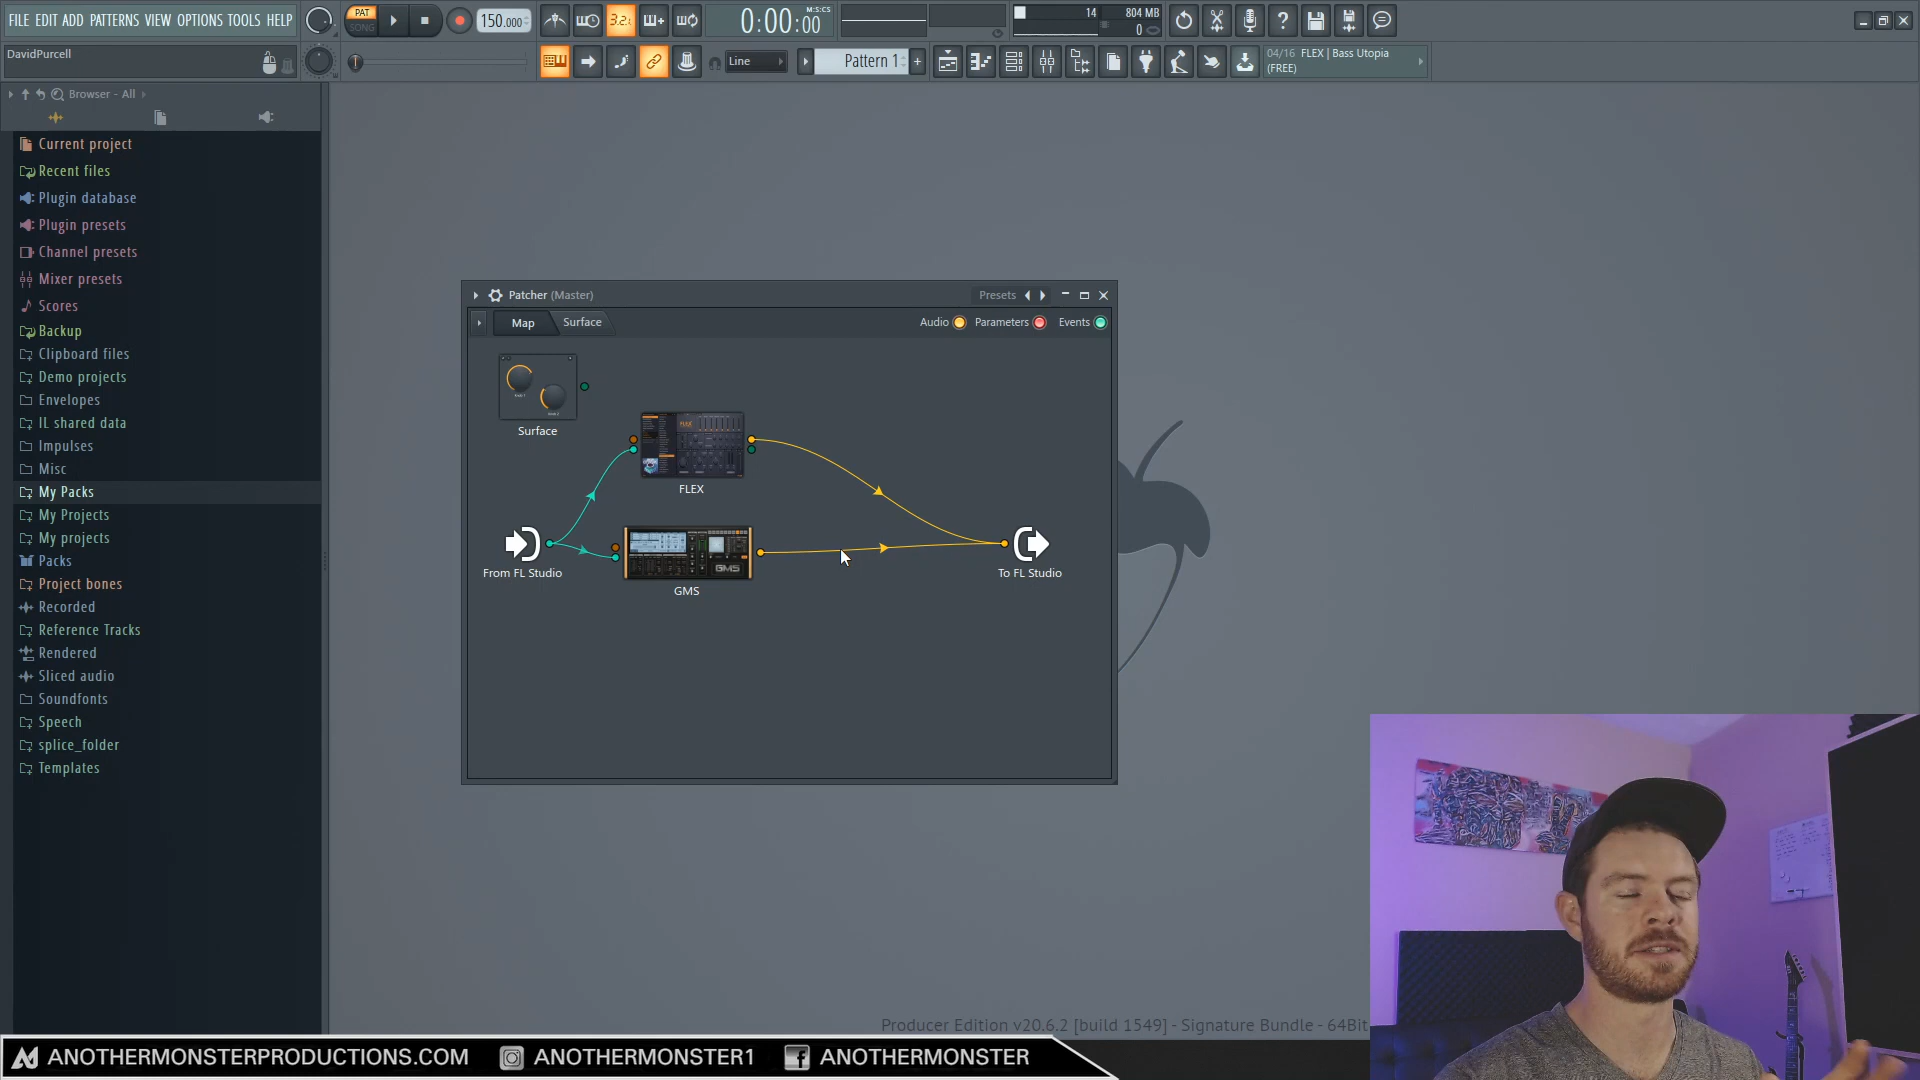 FILE EDIT ADD PATTERNS VIEW OPTIONS TOOLS HELP
PAT
SONG
150.000
3.2.
0:00:00
M:S:CS
14
804 MB
0
DavidPurcell
Line
Pattern 1
+
04/16 FLEX | Bass Utopia
(FREE)
Browser - All
Current project
Recent files
Plugin database
Plugin presets
Channel presets
Mixer presets
Scores
Backup
Clipboard files
Demo projects
Envelopes
IL shared data
Impulses
Misc
My Packs
My Projects
My projects
Packs
Project bones
Recorded
Reference Tracks
Rendered
Sliced audio
Soundfonts
Speech
splice_folder
Templates
Patcher (Master)
Presets
Map
Surface
Audio
Parameters
Events
Surface
FLEX
FLEX
From FL Studio
GMS
GMS
To FL Studio
Producer Edition v20.6.2 [build 1549] - Signature Bundle - 64Bit
ANOTHERMONSTERPRODUCTIONS.COM
ANOTHERMONSTER1
ANOTHERMONSTER